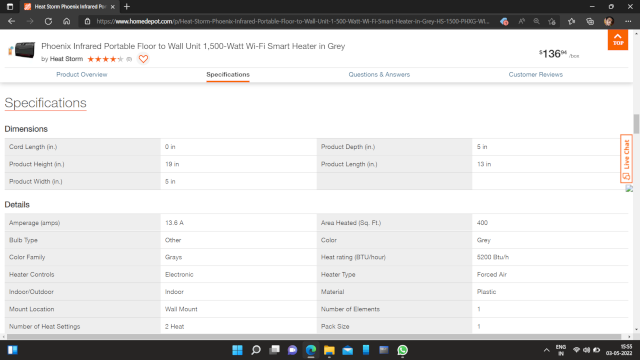 Heat Storm Phoenix Infrared Por
https://www.homedepot.com/p/Heat-Storm-Phoenix-Infrared-Portable-Floor-to-Wall-Unit-1-500-Watt-Wi-Fi-Smart-Heater-in-Grey-HS-1500-PHXG-WI...
Phoenix Infrared Portable Floor to Wall Unit 1,500-Watt Wi-Fi Smart Heater in Grey
by Heat Storm
$136.94 /box
TOP
Product Overview Specifications Questions & Answers Customer Reviews
Specifications
Dimensions
Cord Length (in.) 0 in Product Depth (in.) 5 in
Product Height (in.) 19 in Product Length (in.) 13 in
Product Width (in.) 5 in
Live Chat
Details
Amperage (amps) 13.6 A Area Heated (Sq. Ft.) 400
Bulb Type Other Color Grey
Color Family Grays Heat rating (BTU/hour) 5200 Btu/h
Heater Controls Electronic Heater Type Forced Air
Indoor/Outdoor Indoor Material Plastic
Mount Location Wall Mount Number of Elements 1
Number of Heat Settings 2 Heat Pack Size 1
ENG IN
15:55
03-05-2022